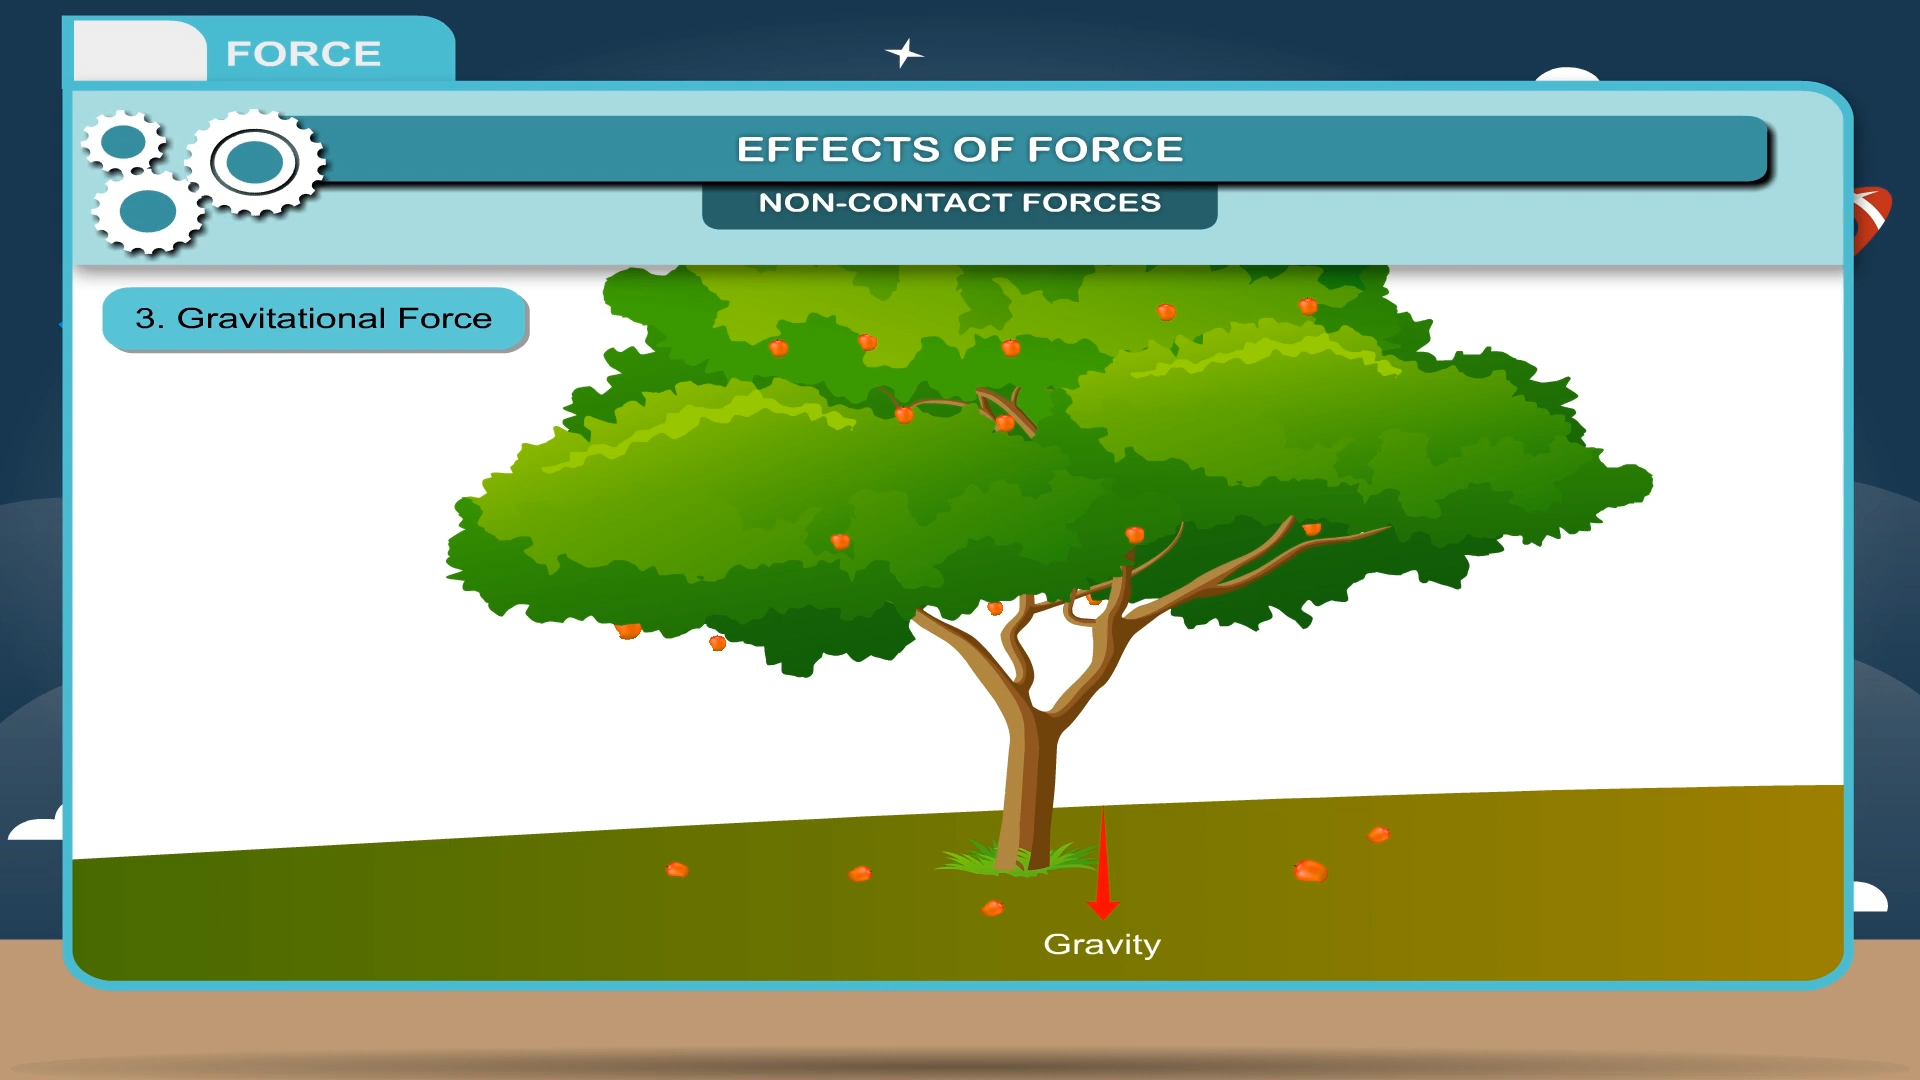 FORCE
EFFECTS OF FORCE
NON-CONTACT FORCES
3. Gravitational Force
Gravity